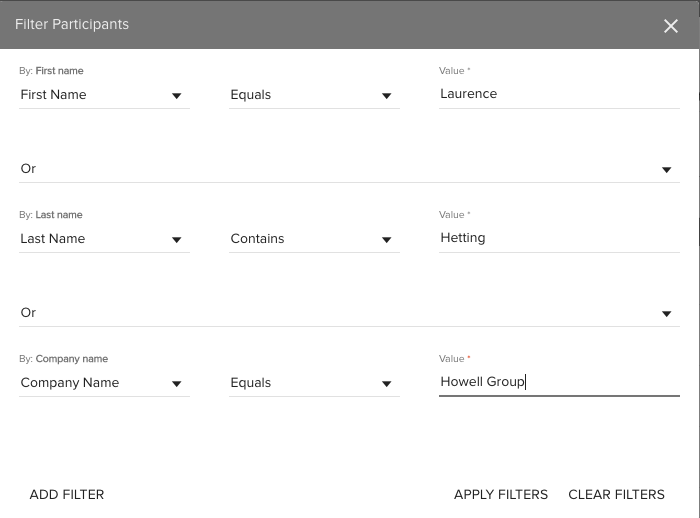 Filter Participants
By: First name
Value *
First Name
Equals
Laurence
Or
By: Last name
Value *
Last Name
Contains
Hetting
Or
By: Company name
Value *
Company Name
Equals
Howell Group
ADD FILTER
APPLY FILTERS
CLEAR FILTERS